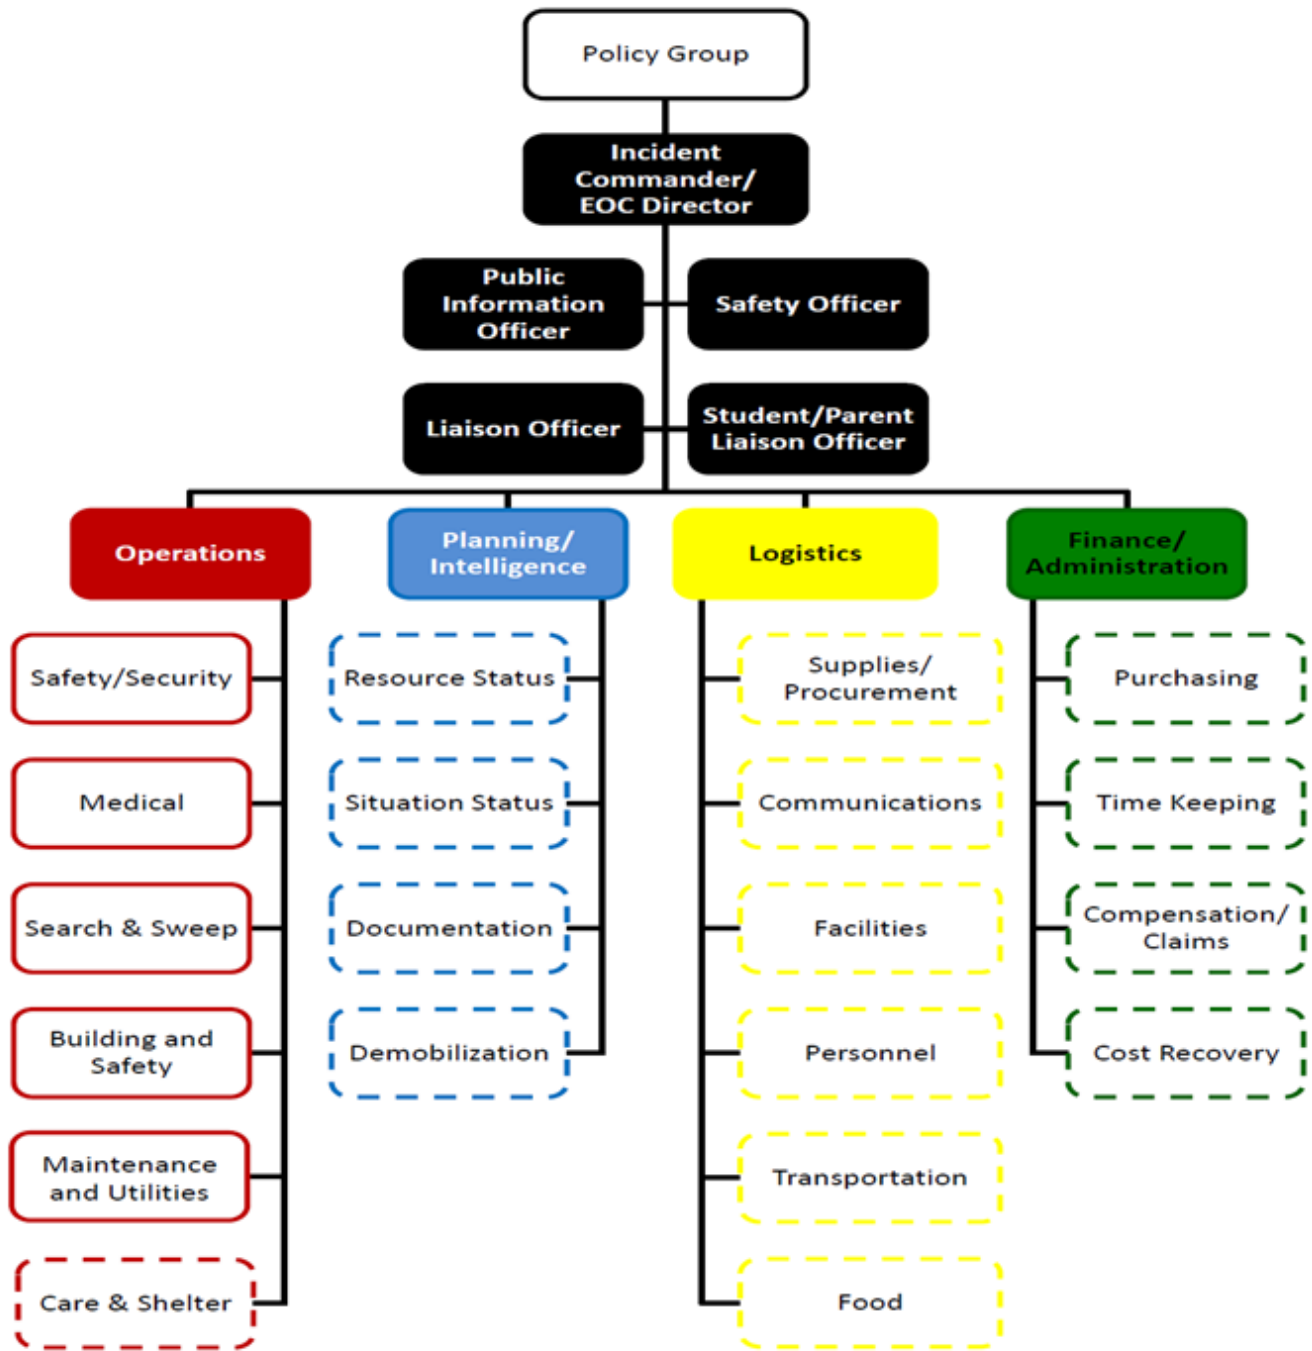 Policy Group
Incident
Commander/
EOC Director
Public
Information
Officer
Safety Officer
Liaison Officer
Student/Parent
Liaison Officer
Operations
Planning/
Intelligence
Logistics
Finance/
Administration
Safety/Security
Medical
Search & Sweep
Building and
Safety
Maintenance
and Utilities
Care & Shelter
Resource Status
Situation Status
Documentation
Demobilization
Supplies/
Procurement
Communications
Facilities
Personnel
Transportation
Food
Purchasing
Time Keeping
Compensation/
Claims
Cost Recovery